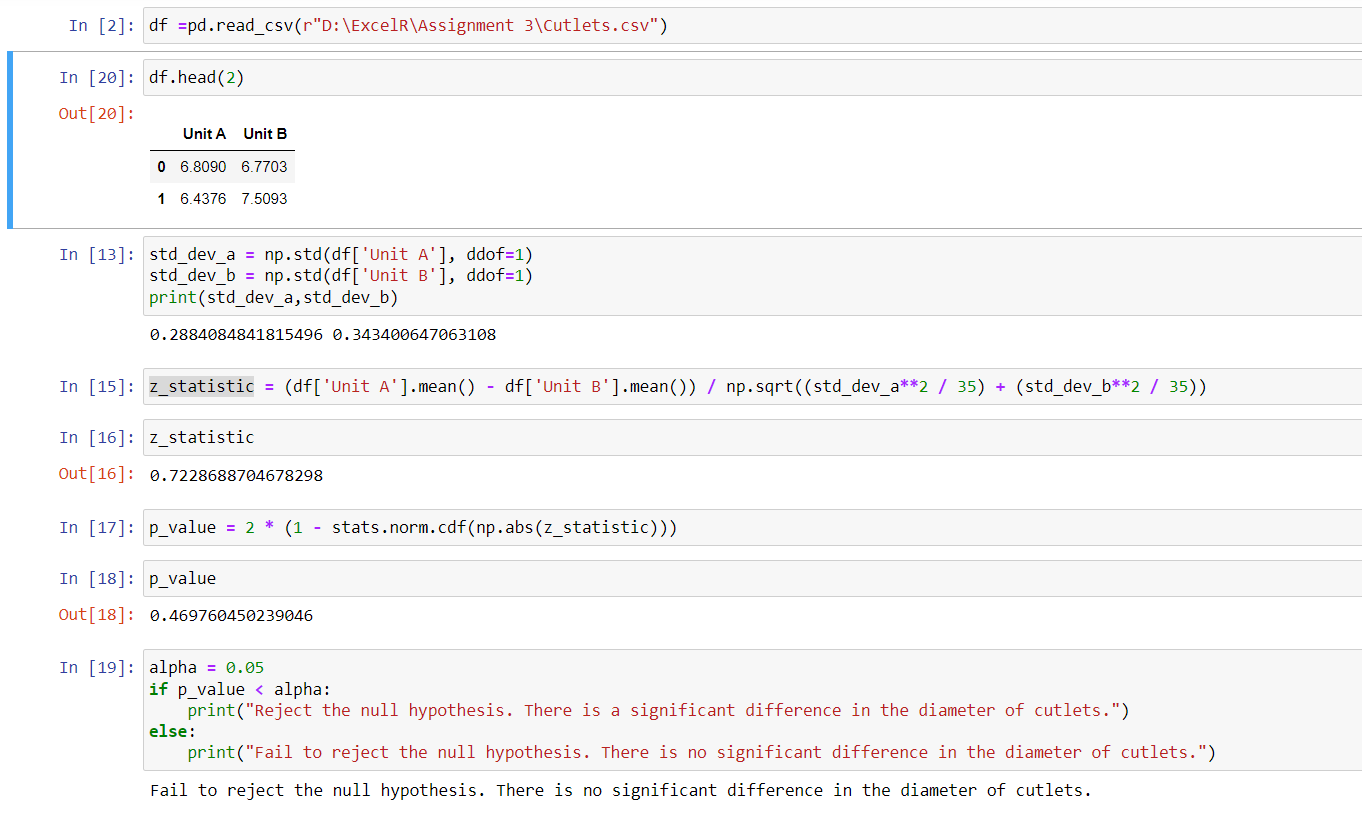 In [2]: df =pd.read_csv(r"D:\ExcelR\Assignment 3\Cutlets.csv")
In [20]: df.head(2)
Out[20]:
Unit A Unit B
0 6.8090 6.7703
1 6.4376 7.5093
In [13]: std_dev_a = np.std(df['Unit A'], ddof=1)
std_dev_b = np.std(df['Unit B'], ddof=1)
print(std_dev_a,std_dev_b)
0.2884084841815496 0.343400647063108
In [15]: z_statistic = (df['Unit A'].mean() - df['Unit B'].mean()) / np.sqrt((std_dev_a**2 / 35) + (std_dev_b**2 / 35))
In [16]: z_statistic
Out[16]: 0.7228688704678298
In [17]: p_value = 2 * (1 - stats.norm.cdf(np.abs(z_statistic)))
In [18]: p_value
Out[18]: 0.469760450239046
In [19]: alpha = 0.05
if p_value < alpha:
    print("Reject the null hypothesis. There is a significant difference in the diameter of cutlets.")
else:
    print("Fail to reject the null hypothesis. There is no significant difference in the diameter of cutlets.")
Fail to reject the null hypothesis. There is no significant difference in the diameter of cutlets.